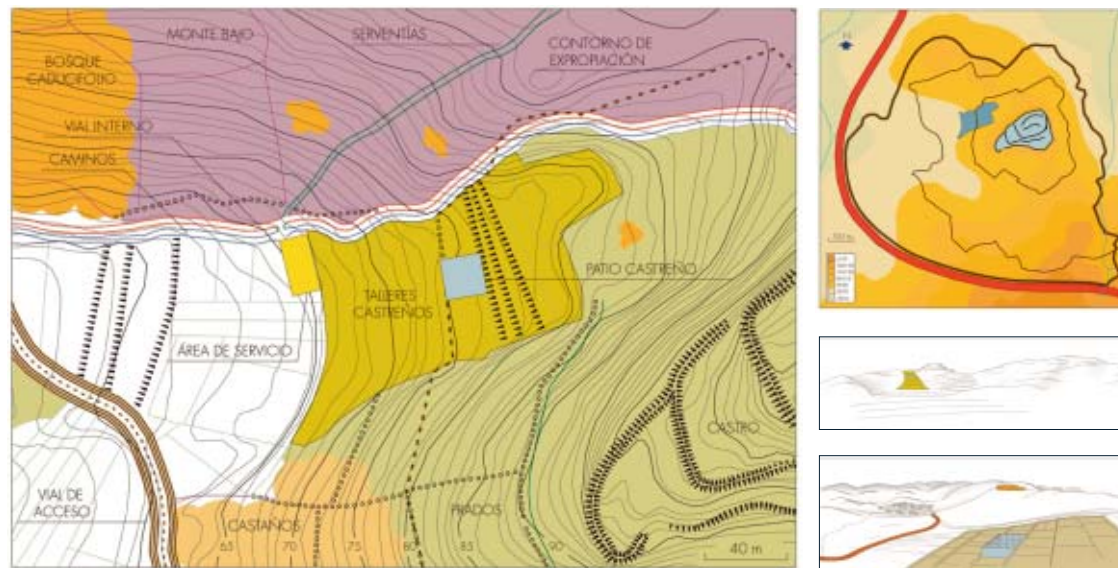 MONTE BAJO
SERVENTÍAS
CONTORNO DE
EXPROPIACIÓN
BOSQUE
CADUCIFOLIO
VIAL INTERNO
CAMINOS
PATIO CASTREÑO
TALLERES
CASTREÑOS
ÁREA DE SERVICIO
CASTRO
VIAL DE
ACCESO
CASTAÑOS
PRADOS
65 70 75 80 85 90
40 m
N